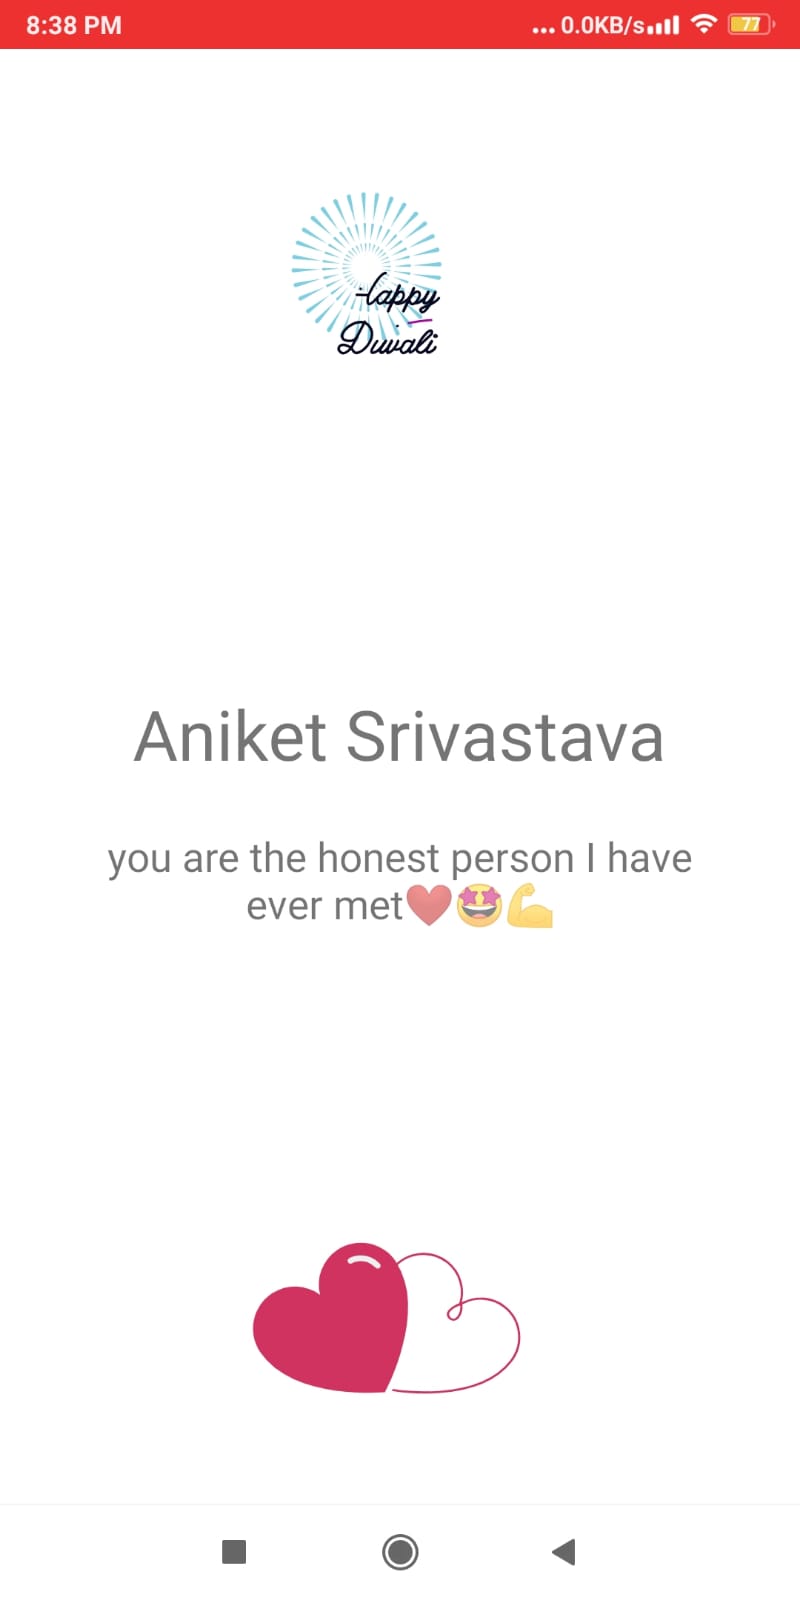 8:38 PM ... 0.0KB/s 77
Happy
Diwali
Aniket Srivastava
you are the honest person I have
ever met❤️🤩💪